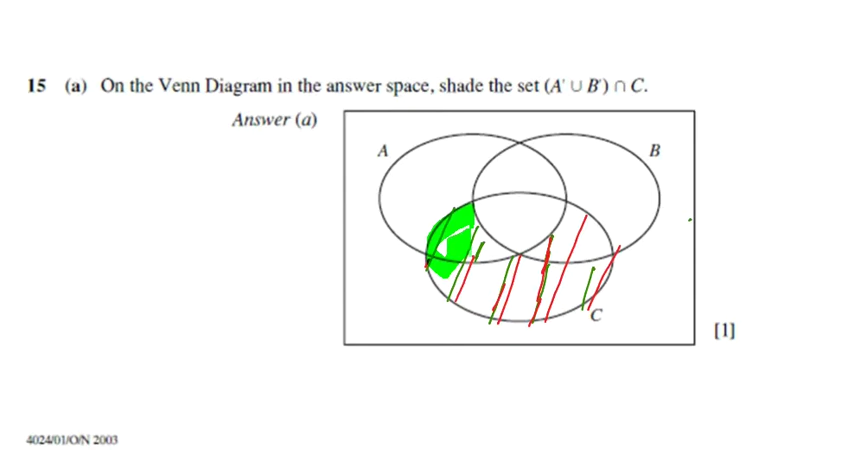 15 (a) On the Venn Diagram in the answer space, shade the set (A' ∪ B') ∩ C.
Answer (a)
A
B
C
[1]
4024/01/O/N 2003